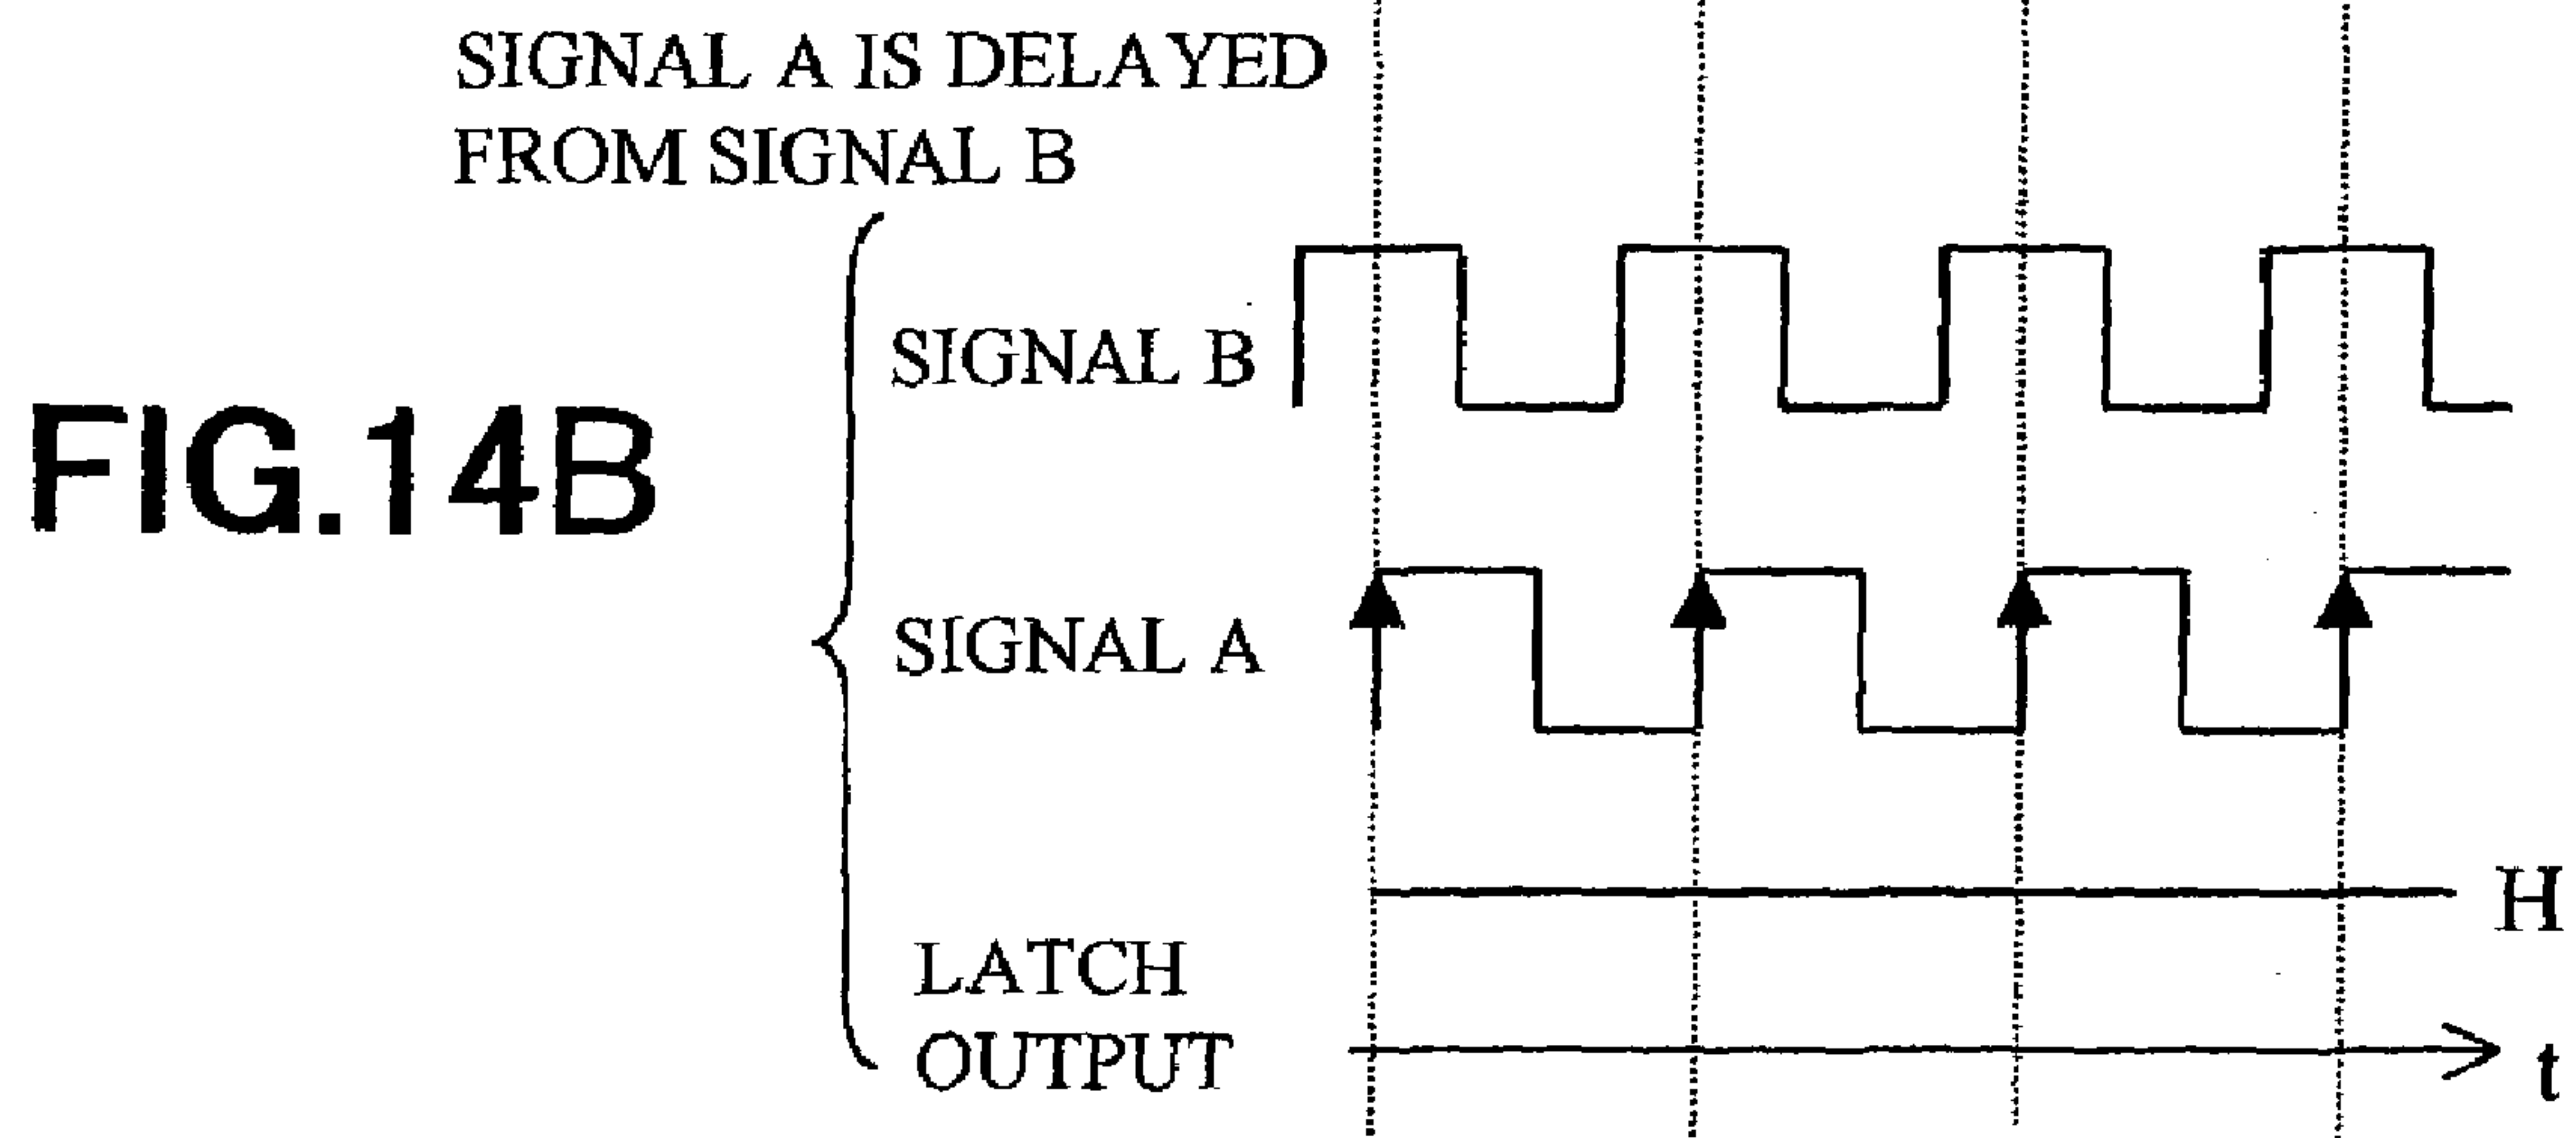 SIGNAL A IS DELAYED
FROM SIGNAL B
SIGNAL B
FIG.14B
SIGNAL A
H
LATCH
OUTPUT
t